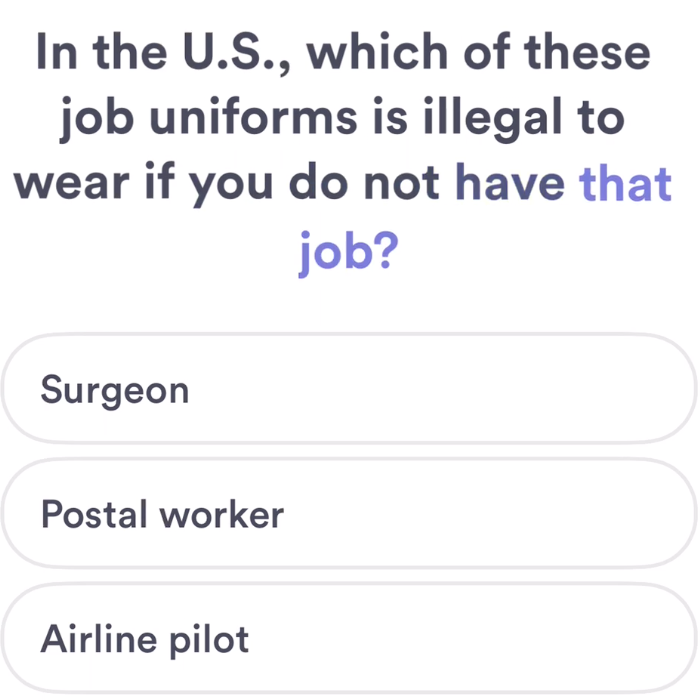 In the U.S., which of these
job uniforms is illegal to
wear if you do not have that
job?
Surgeon
Postal worker
Airline pilot